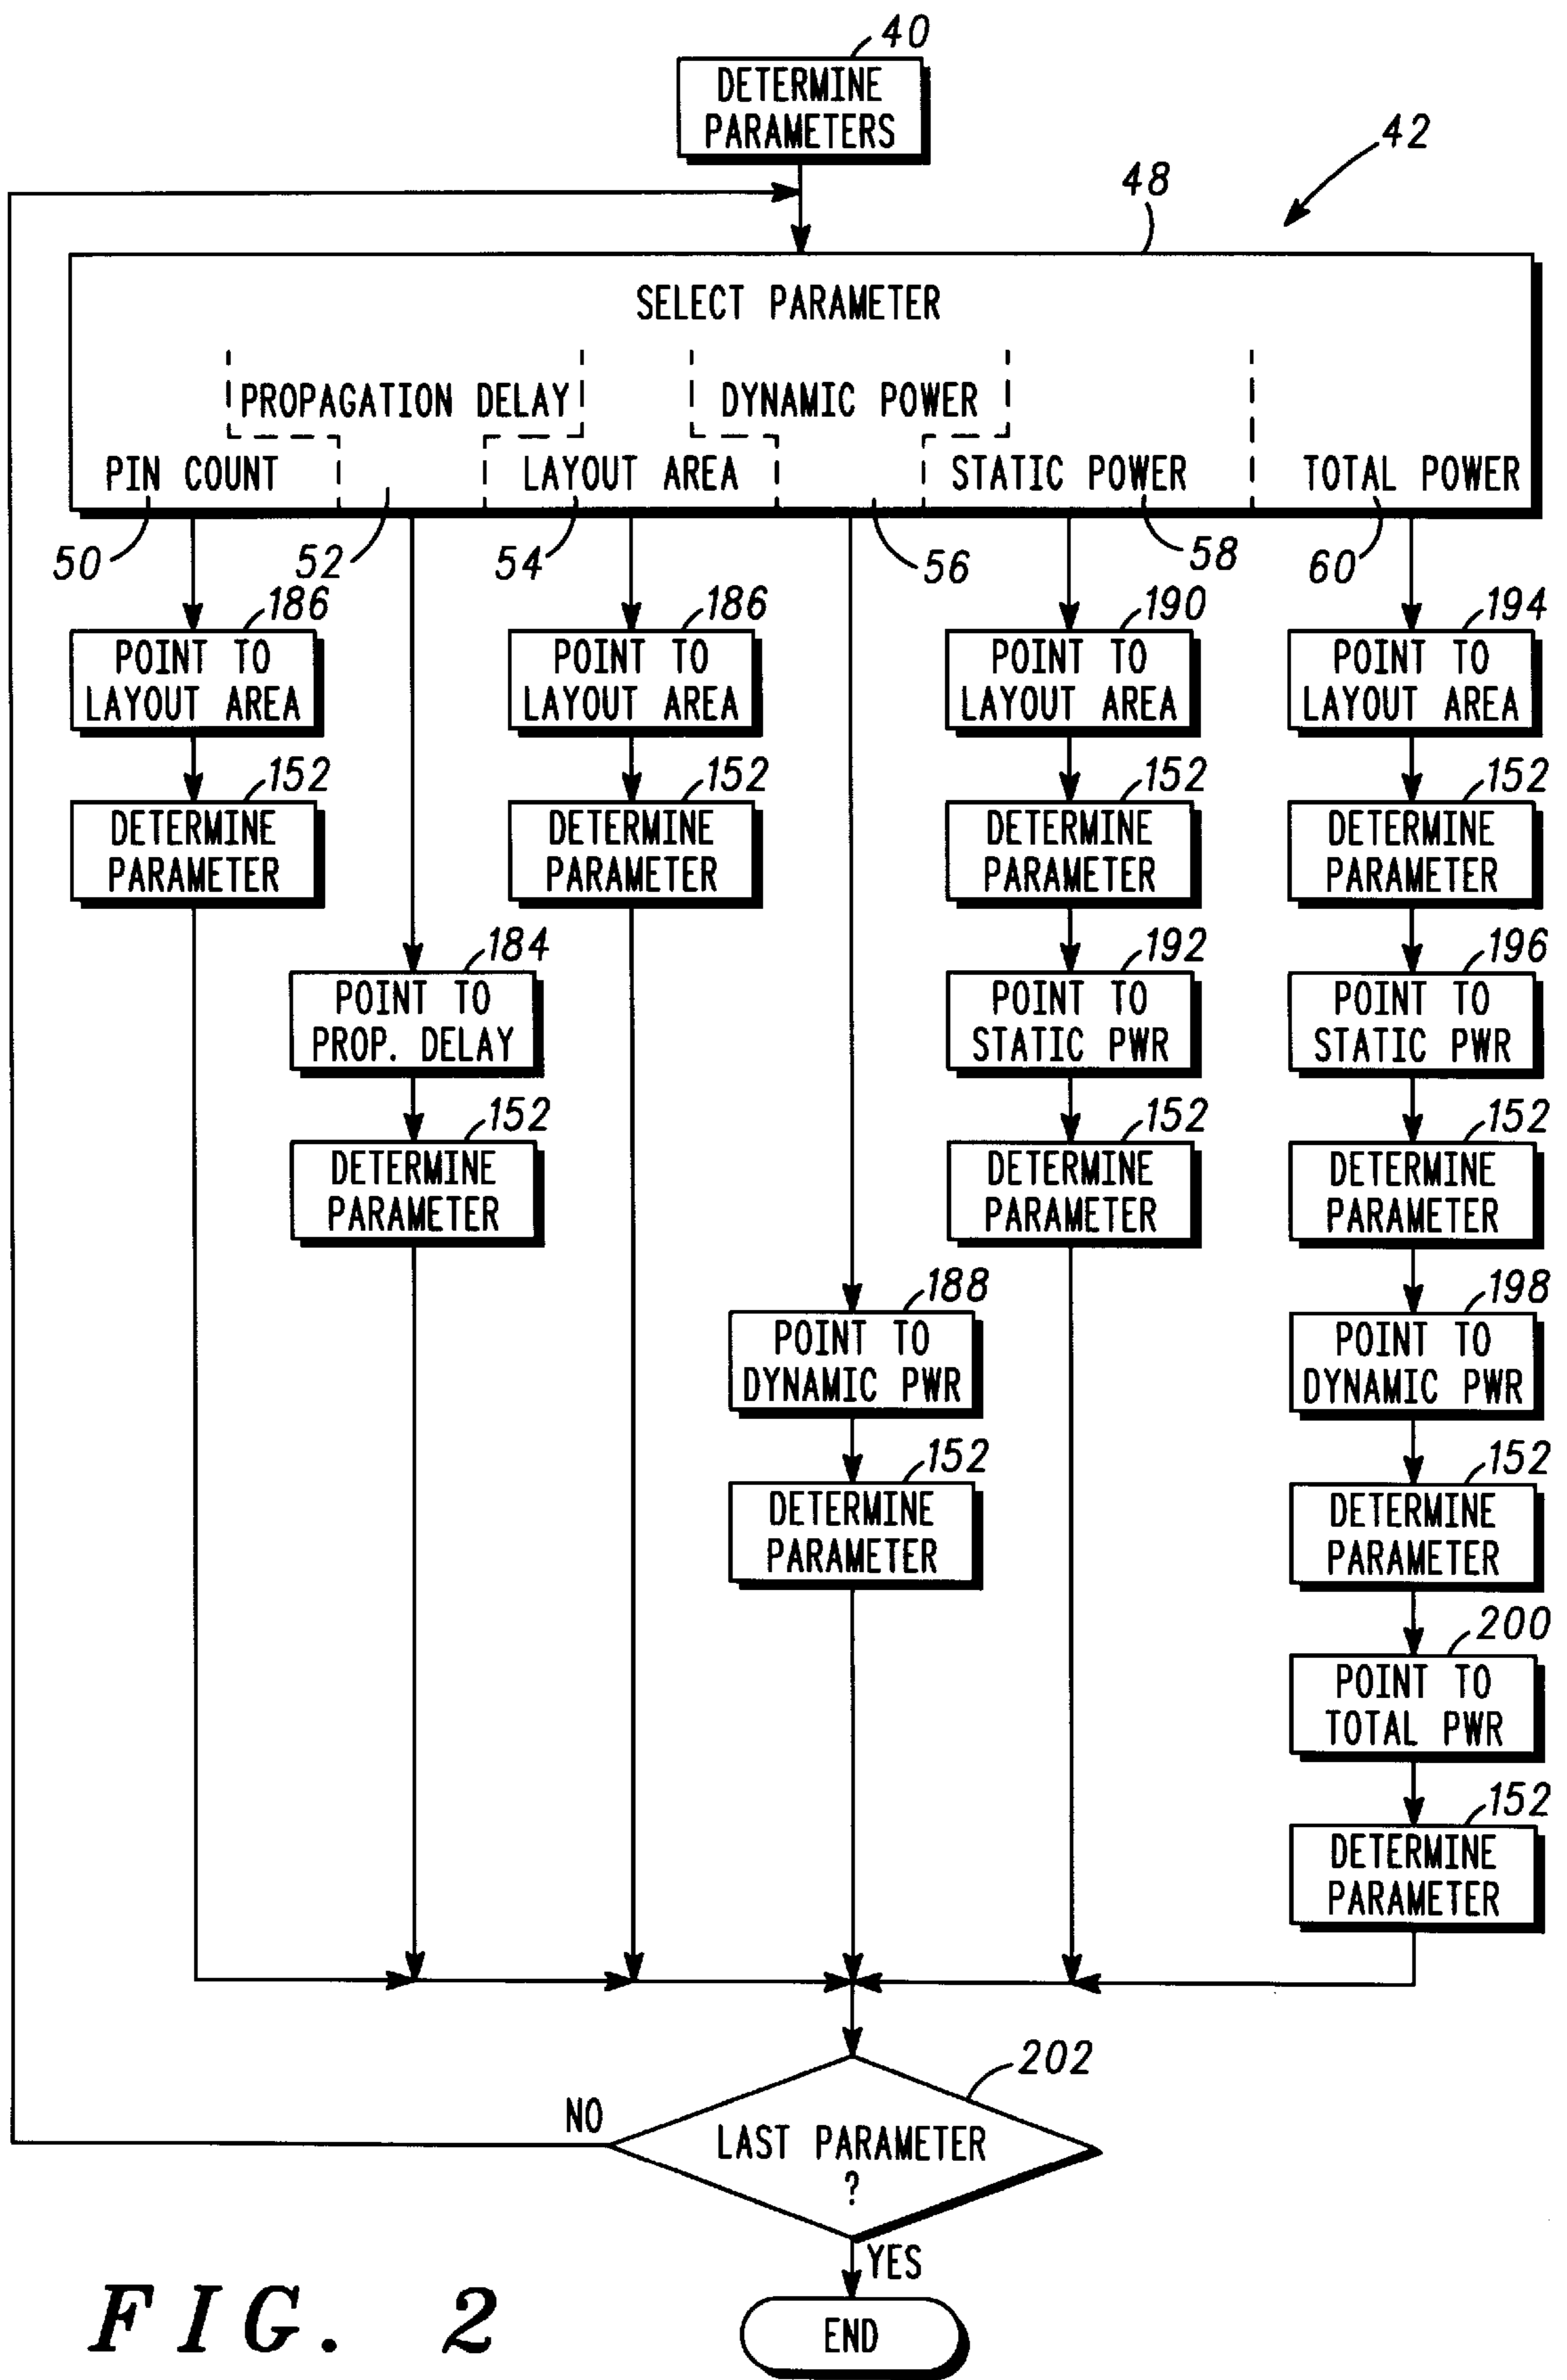 40
DETERMINE
PARAMETERS
42
48
SELECT PARAMETER
PROPAGATION DELAY
DYNAMIC POWER
PIN COUNT
LAYOUT AREA
STATIC POWER
TOTAL POWER
50
52
54
56
58
60
186
186
190
194
POINT TO
LAYOUT AREA
POINT TO
LAYOUT AREA
POINT TO
LAYOUT AREA
POINT TO
LAYOUT AREA
152
152
152
152
DETERMINE
PARAMETER
DETERMINE
PARAMETER
DETERMINE
PARAMETER
DETERMINE
PARAMETER
184
192
196
POINT TO
PROP. DELAY
POINT TO
STATIC PWR
POINT TO
STATIC PWR
152
152
152
DETERMINE
PARAMETER
DETERMINE
PARAMETER
DETERMINE
PARAMETER
188
198
POINT TO
DYNAMIC PWR
POINT TO
DYNAMIC PWR
152
152
DETERMINE
PARAMETER
DETERMINE
PARAMETER
200
POINT TO
TOTAL PWR
152
DETERMINE
PARAMETER
202
NO
LAST PARAMETER
?
YES
END
FIG. 2